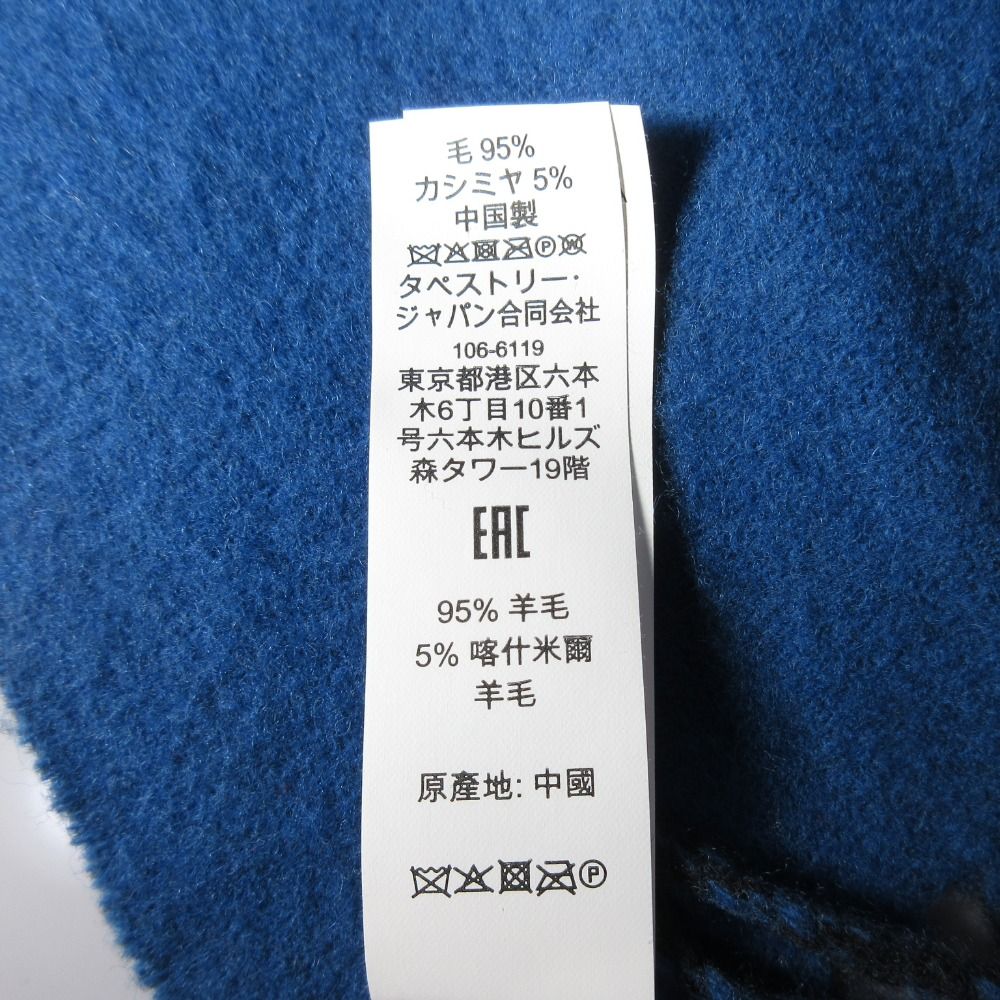 毛 95%
カシミヤ 5%
中国製
P W
タペストリー・
ジャパン合同会社
106-6119
東京都港区六本
木6丁目10番1
号六本木ヒルズ
森タワー19階
EAC
95% 羊毛
5% 喀什米爾
羊毛
原產地: 中國
P